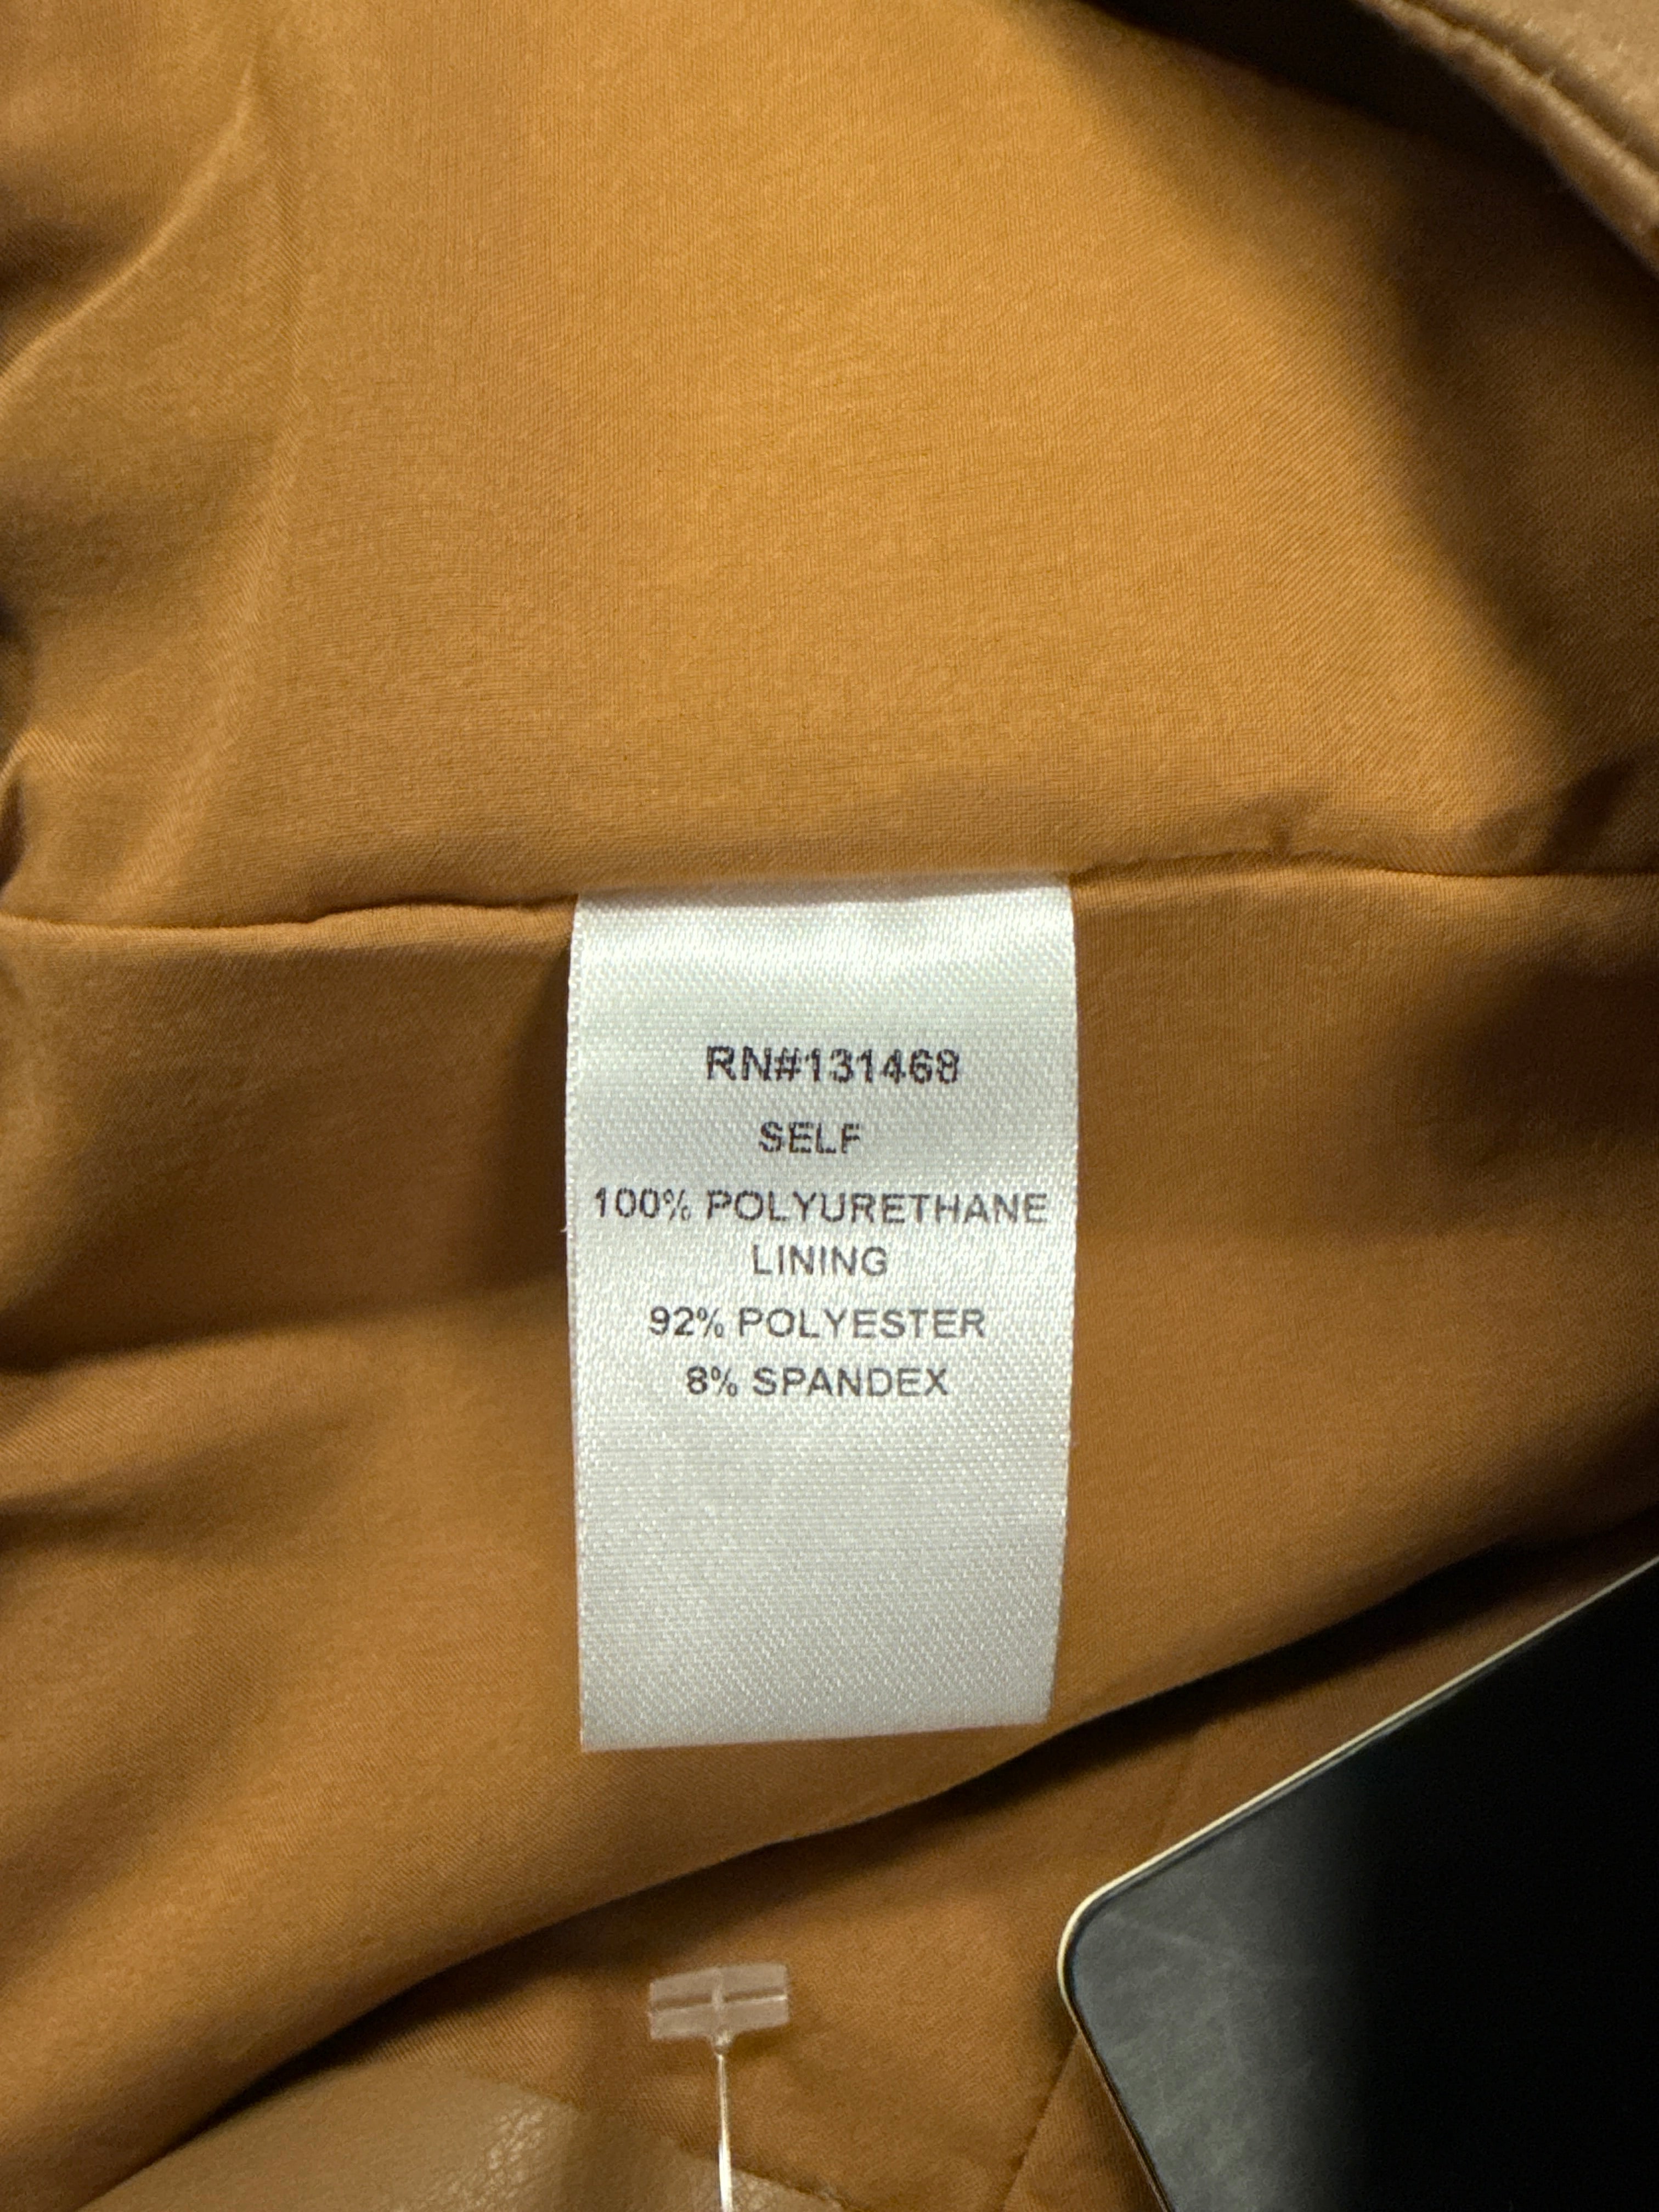 RN#131468
SELF
100% POLYURETHANE
LINING
92% POLYESTER
8% SPANDEX